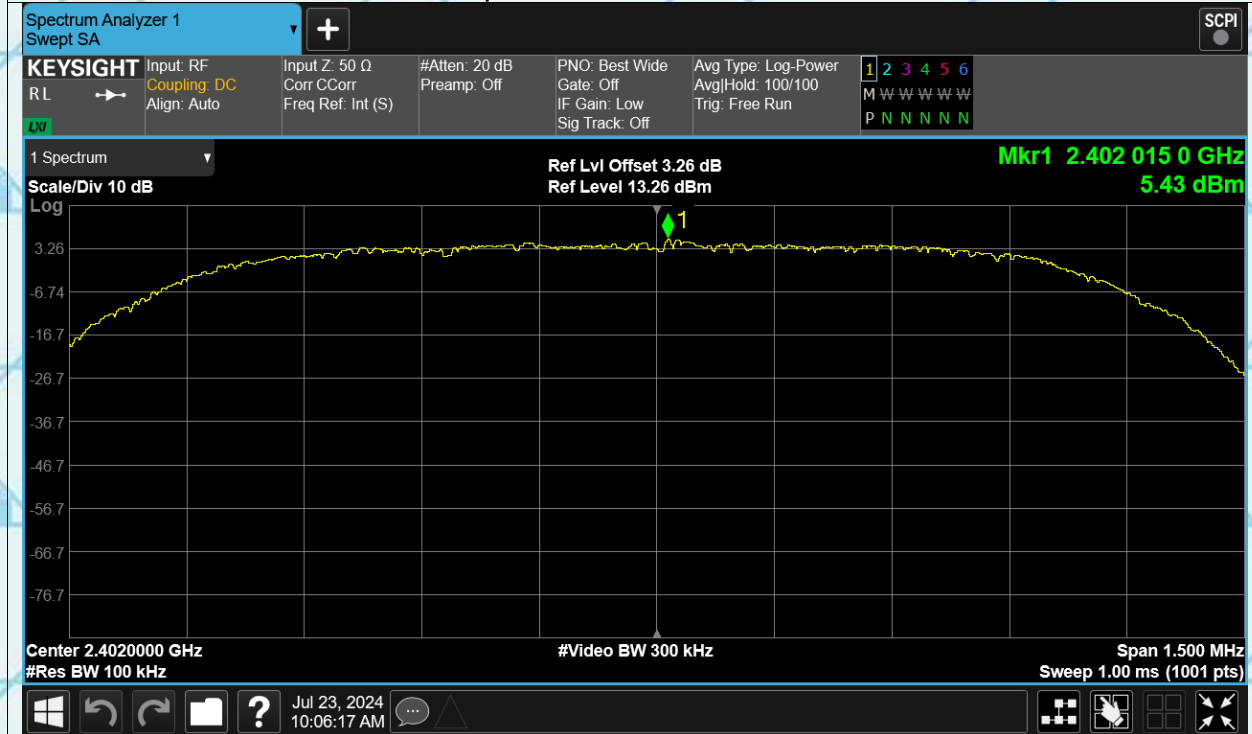 Spectrum Analyzer 1
Swept SA
SCPI
KEYSIGHT
R L
LXI
Input: RF
Coupling: DC
Align: Auto
Input Z: 50 Ω
Corr CCorr
Freq Ref: Int (S)
#Atten: 20 dB
Preamp: Off
PNO: Best Wide
Gate: Off
IF Gain: Low
Sig Track: Off
Avg Type: Log-Power
Avg|Hold: 100/100
Trig: Free Run
1 2 3 4 5 6
M W W W W W
P N N N N N
1 Spectrum
Scale/Div 10 dB
Log
Ref Lvl Offset 3.26 dB
Ref Level 13.26 dBm
Mkr1 2.402 015 0 GHz
5.43 dBm
1
3.26
-6.74
-16.7
-26.7
-36.7
-46.7
-56.7
-66.7
-76.7
Center 2.4020000 GHz
#Res BW 100 kHz
#Video BW 300 kHz
Span 1.500 MHz
Sweep 1.00 ms (1001 pts)
?
Jul 23, 2024
10:06:17 AM